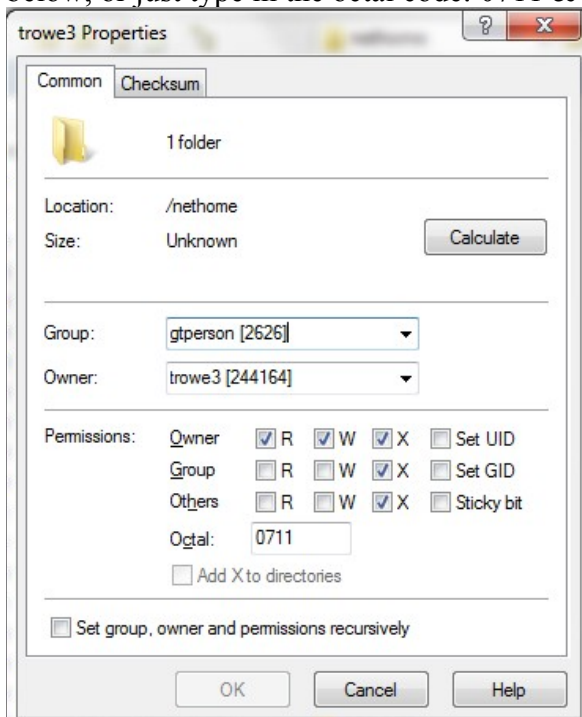 below, or just type in the octal code: 0711 &
trowe3 Properties
Common Checksum
1 folder
Location: /nethome
Size: Unknown Calculate
Group: gtperson [2626]
Owner: trowe3 [244164]
Permissions: Owner R W X Set UID
Group R W X Set GID
Others R W X Sticky bit
Octal: 0711
Add X to directories
Set group, owner and permissions recursively
OK Cancel Help